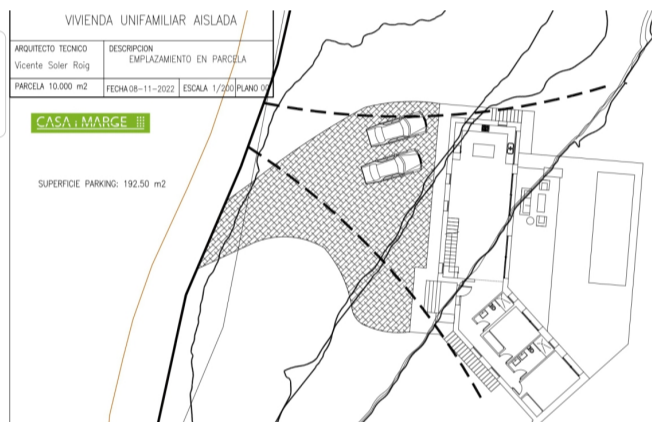 VIVIENDA UNIFAMILIAR AISLADA
ARQUITECTO TECNICO
Vicente Soler Roig
DESCRIPCION
EMPLAZAMIENTO EN PARCELA
PARCELA 10.000 m2
FECHA 08-11-2022
ESCALA 1/200
PLANO 00
CASA i MARGE
SUPERFICIE PARKING: 192.50 m2